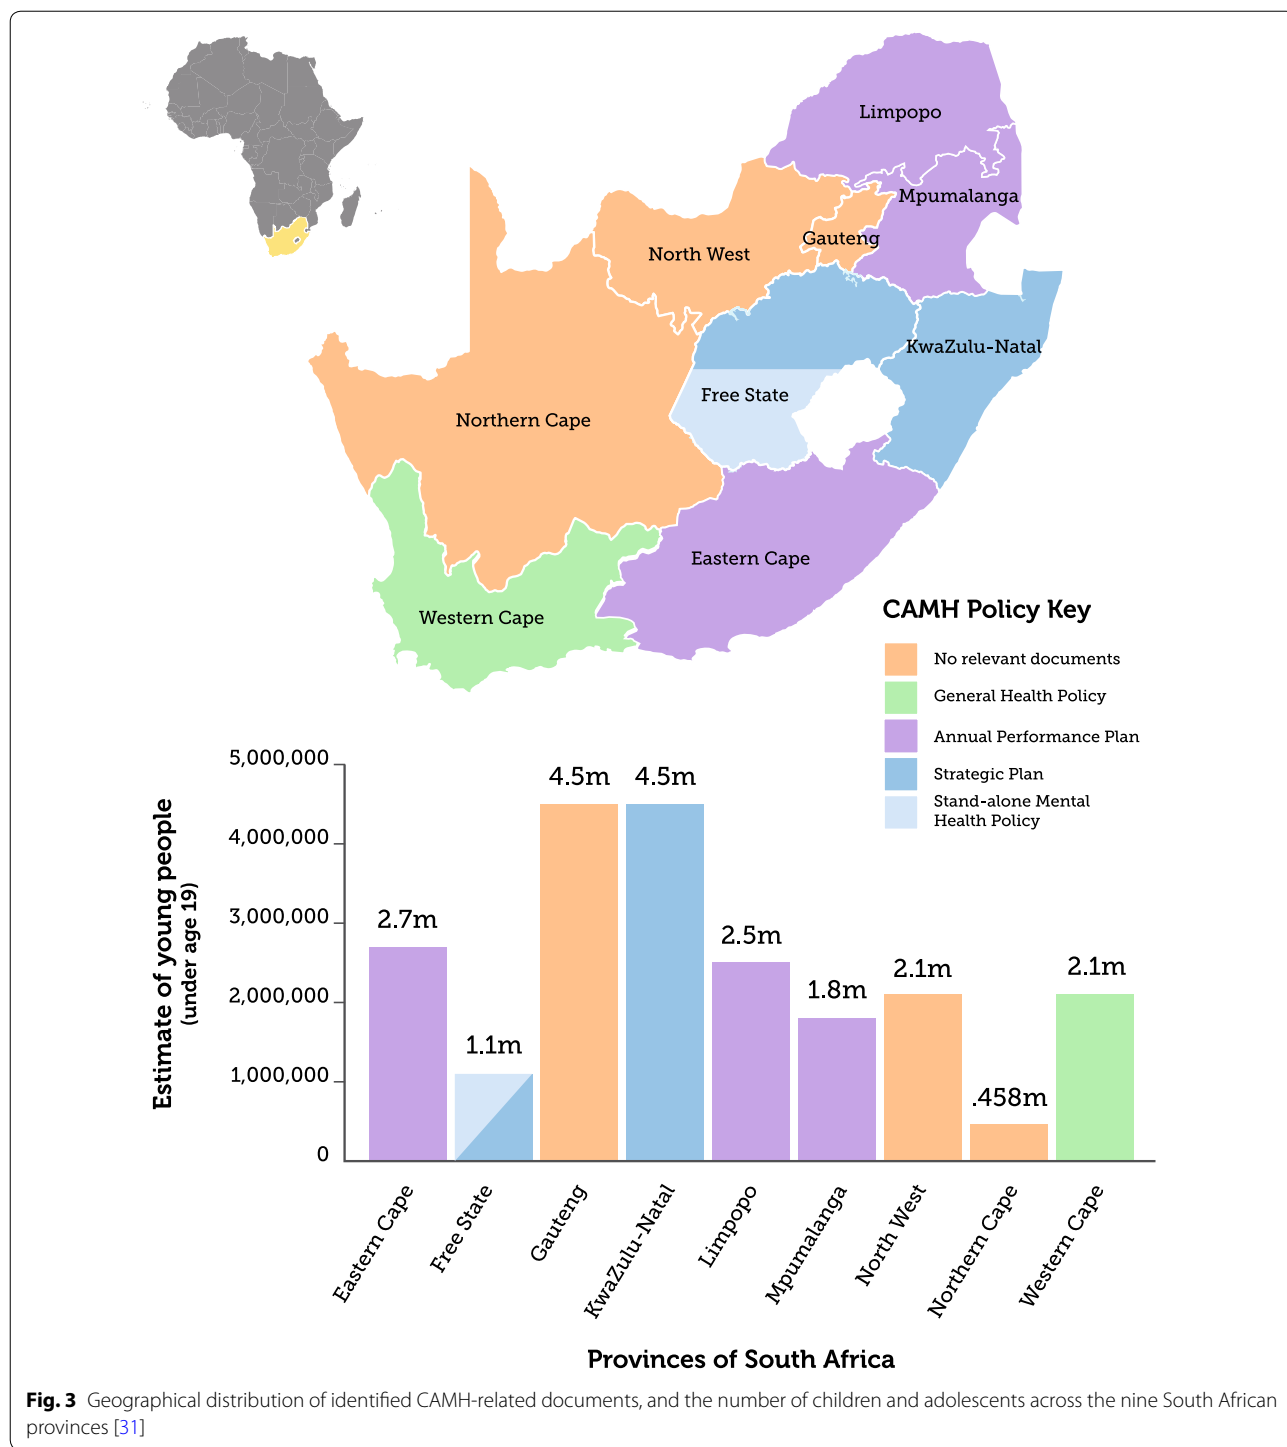 Limpopo
Mpumalanga
Gauteng
North West
KwaZulu-Natal
Free State
Northern Cape
Eastern Cape
Western Cape
CAMH Policy Key
No relevant documents
General Health Policy
Annual Performance Plan
Strategic Plan
Stand-alone Mental
Health Policy
Estimate of young people
(under age 19)
5,000,000
4,000,000
3,000,000
2,000,000
1,000,000
0
2.7m
1.1m
4.5m
4.5m
2.5m
1.8m
2.1m
.458m
2.1m
Eastern Cape
Free State
Gauteng
KwaZulu-Natal
Limpopo
Mpumalanga
North West
Northern Cape
Western Cape
Provinces of South Africa
Fig. 3 Geographical distribution of identified CAMH-related documents, and the number of children and adolescents across the nine South African
provinces [31]